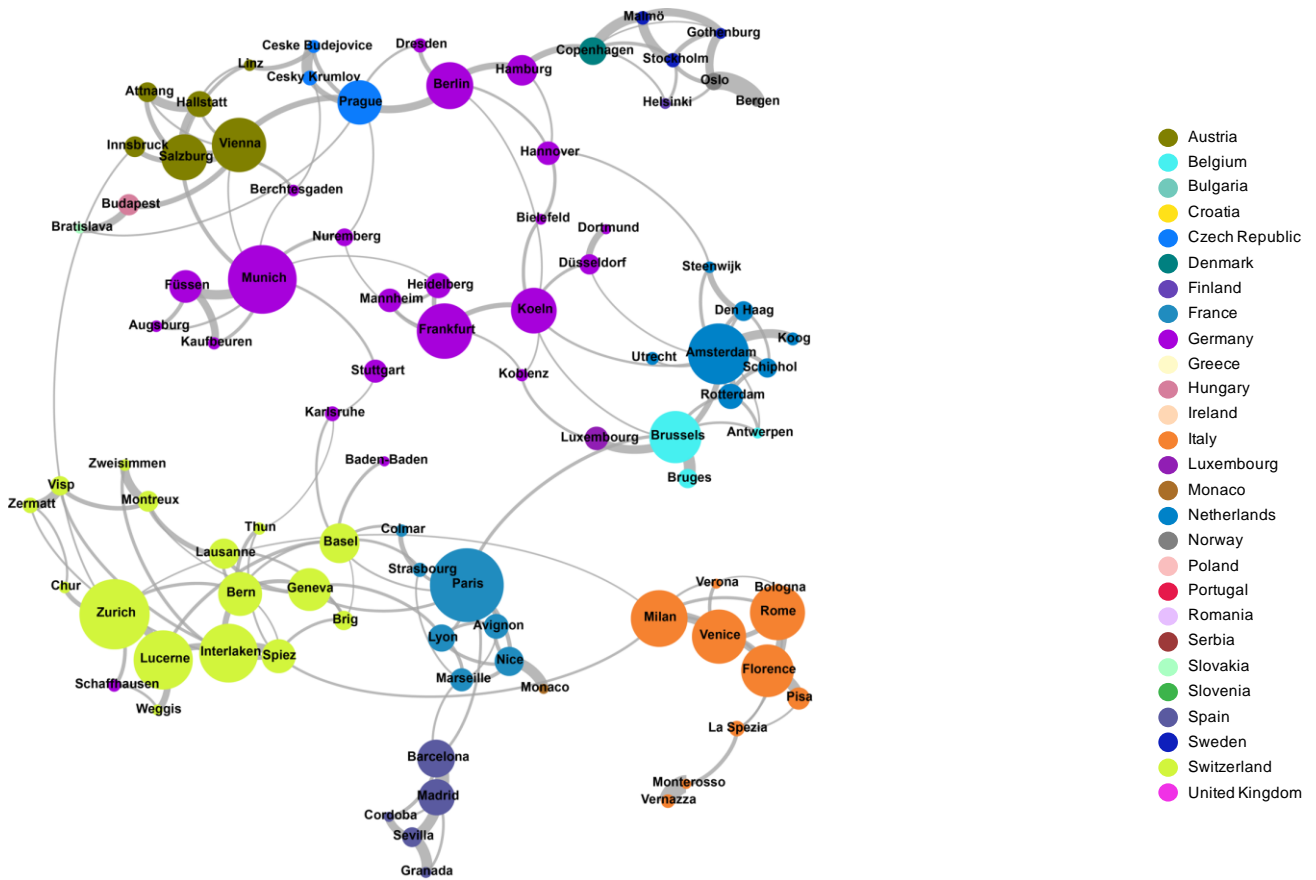 Malmö
Gothenburg
Ceske Budejovice
Dresden
Copenhagen
Stockholm
Linz
Cesky Krumlov
Berlin
Hamburg
Oslo
Attnang
Hallstatt
Prague
Helsinki
Bergen
Innsbruck
Salzburg
Vienna
Hannover
Berchtesgaden
Budapest
Bratislava
Nuremberg
Bielefeld
Dortmund
Düsseldorf
Steenwijk
Munich
Füssen
Heidelberg
Mannheim
Koeln
Den Haag
Augsburg
Frankfurt
Kaufbeuren
Koog
Utrecht
Amsterdam
Schiphol
Stuttgart
Koblenz
Rotterdam
Karlsruhe
Luxembourg
Brussels
Antwerpen
Baden-Baden
Bruges
Zweisimmen
Visp
Zermatt
Montreux
Thun
Colmar
Basel
Lausanne
Strasbourg
Paris
Chur
Bern
Geneva
Verona
Bologna
Zurich
Brig
Lyon
Avignon
Milan
Venice
Rome
Lucerne
Interlaken
Spiez
Nice
Florence
Schaffhausen
Marseille
Monaco
Pisa
Weggis
La Spezia
Barcelona
Monterosso
Vernazza
Madrid
Cordoba
Sevilla
Granada
Austria
Belgium
Bulgaria
Croatia
Czech Republic
Denmark
Finland
France
Germany
Greece
Hungary
Ireland
Italy
Luxembourg
Monaco
Netherlands
Norway
Poland
Portugal
Romania
Serbia
Slovakia
Slovenia
Spain
Sweden
Switzerland
United Kingdom